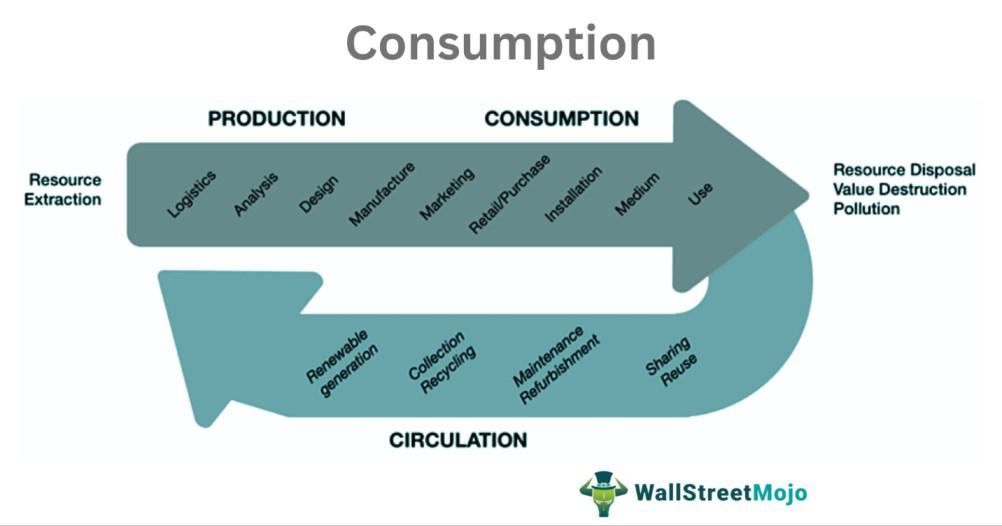 Consumption
PRODUCTION
CONSUMPTION
Resource
Extraction
Logistics
Analysis
Design
Manufacture
Marketing
Retail/Purchase
Installation
Medium
Use
Resource Disposal
Value Destruction
Pollution
Renewable
generation
Collection
Recycling
Maintenance
Refurbishment
Sharing
Reuse
CIRCULATION
WallStreetMojo